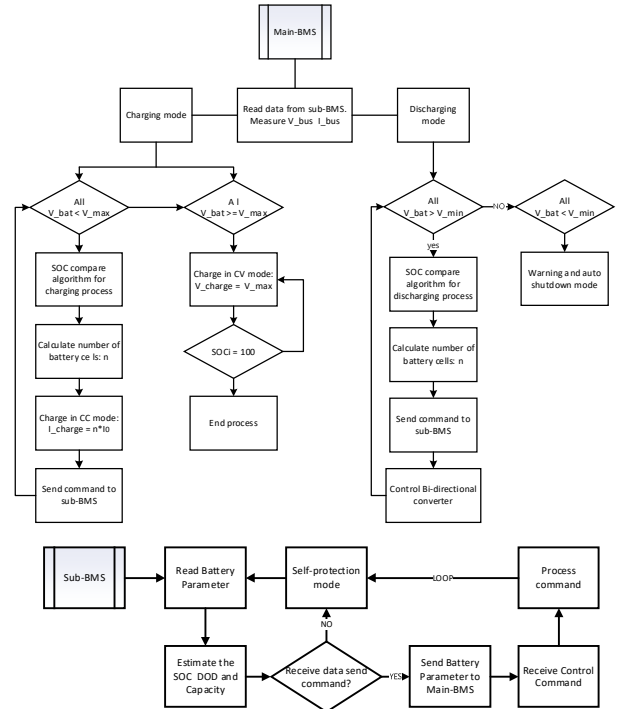 Main-BMS
Charging mode
Read data from sub-BMS.
Measure V_bus I_bus
Discharging
mode
All
V_bat < V_max
A l
V_bat >= V_max
All
V_bat > V_min
NO
All
V_bat < V_min
yes
SOC compare
algorithm for
charging process
Charge in CV mode:
V_charge = V_max
SOC compare
algorithm for
discharging process
Warning and auto
shutdown mode
Calculate number of
battery ce ls: n
SOCi = 100
Calculate number of
battery cells: n
Charge in CC mode:
I_charge = n*I0
End process
Send command to
sub-BMS
Send command to
sub-BMS
Control Bi-directional
converter
Sub-BMS
Read Battery
Parameter
Self-protection
mode
LOOP
Process
command
NO
Estimate the
SOC DOD and
Capacity
Receive data send
command?
YES
Send Battery
Parameter to
Main-BMS
Receive Control
Command